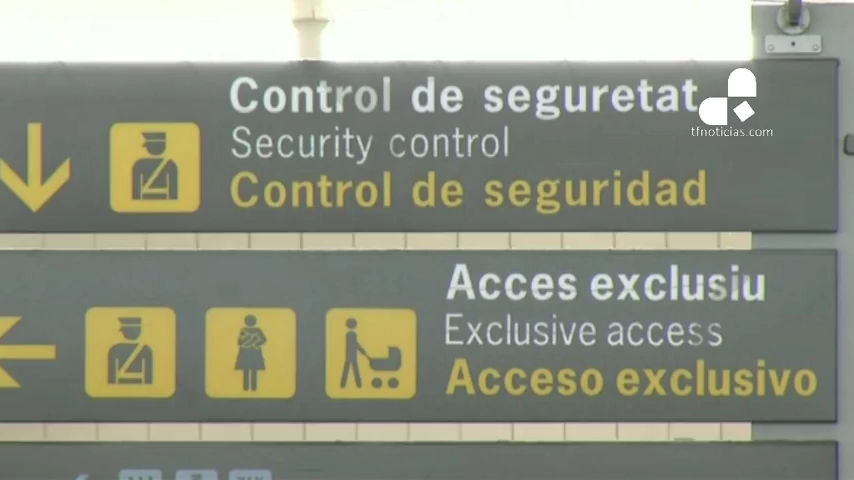 Control de seguretat
tfnoticias.com
Security control
Control de seguridad
Acces exclusiu
Exclusive access
Acceso exclusivo